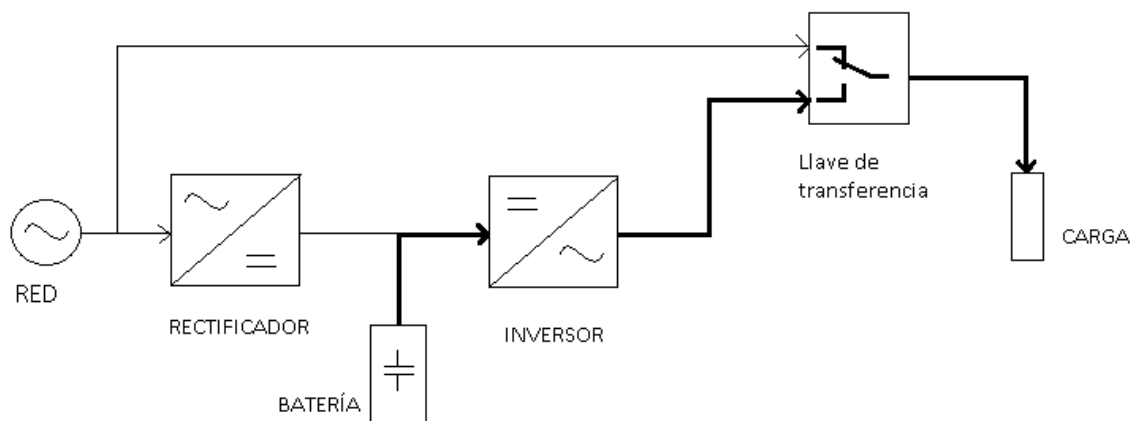 Llave de
transferencia
CARGA
RED
RECTIFICADOR
INVERSOR
BATERÍA